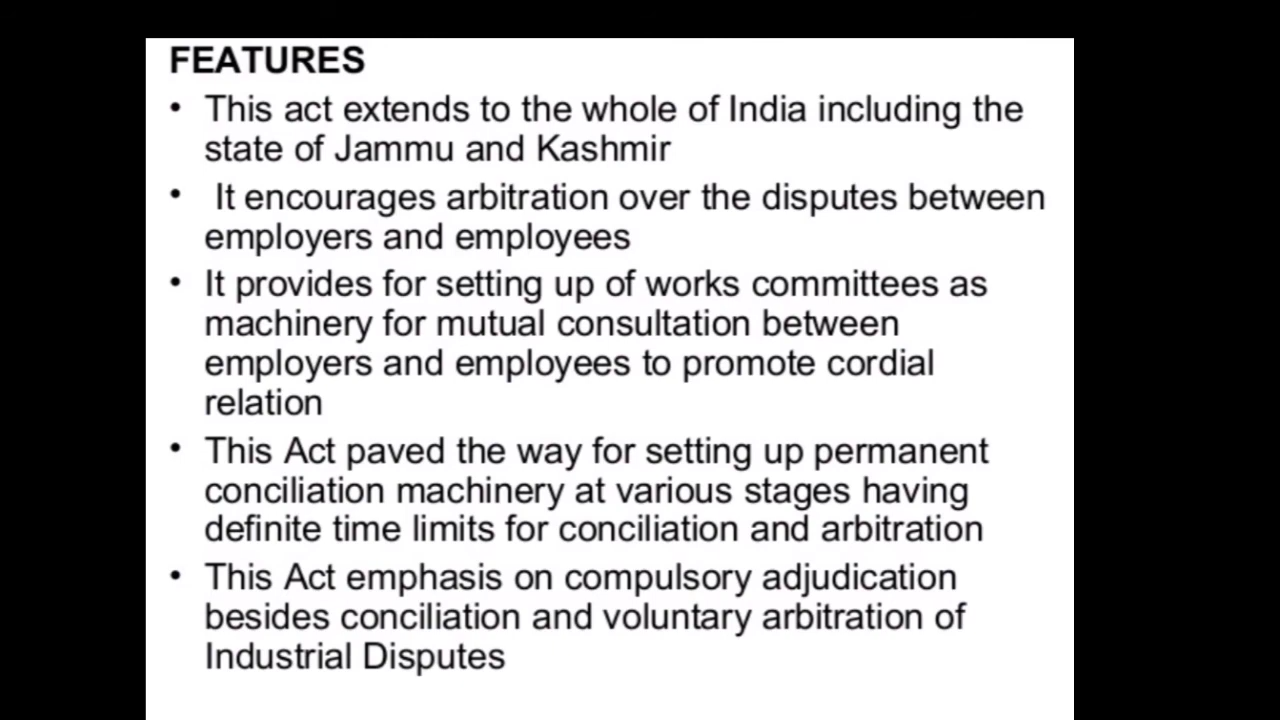 FEATURES
• This act extends to the whole of India including the
state of Jammu and Kashmir
• It encourages arbitration over the disputes between
employers and employees
• It provides for setting up of works committees as
machinery for mutual consultation between
employers and employees to promote cordial
relation
• This Act paved the way for setting up permanent
conciliation machinery at various stages having
definite time limits for conciliation and arbitration
• This Act emphasis on compulsory adjudication
besides conciliation and voluntary arbitration of
Industrial Disputes